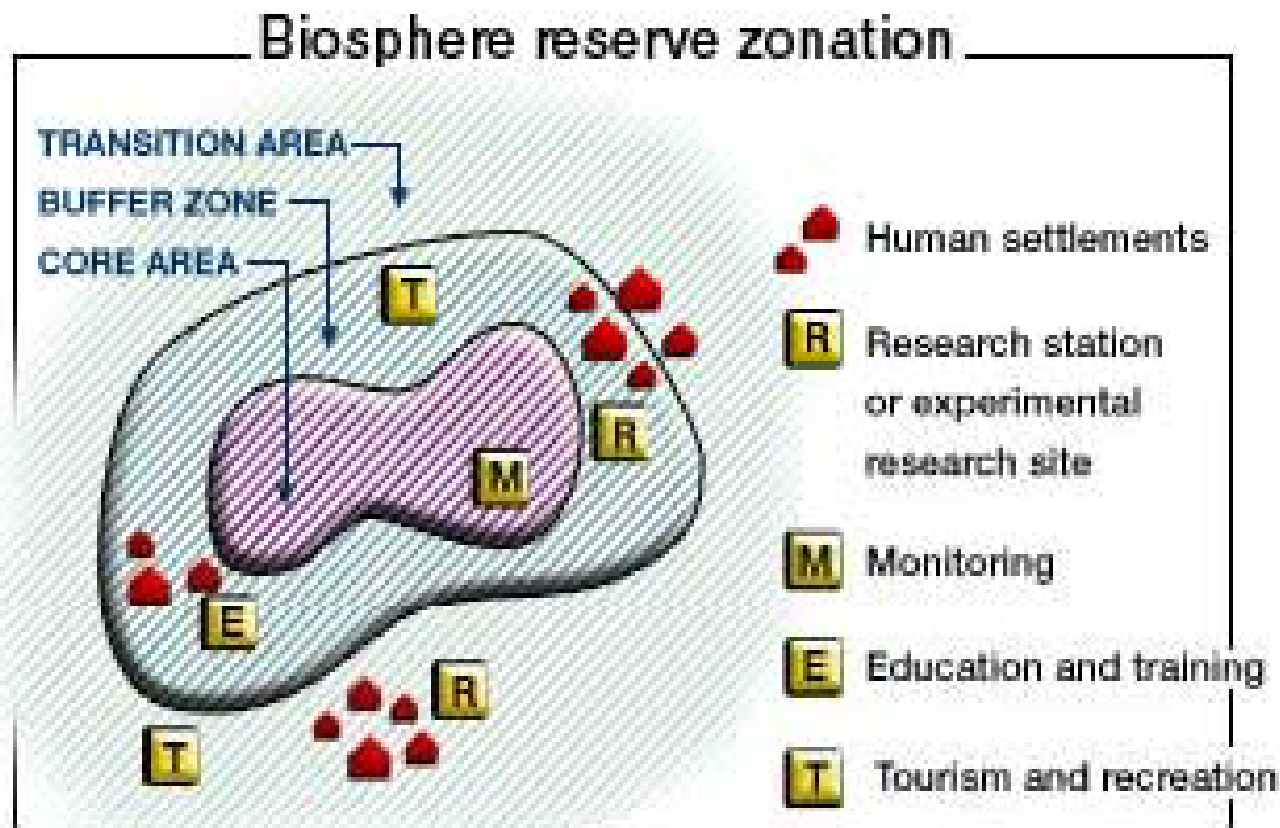 Biosphere reserve zonation
TRANSITION AREA
BUFFER ZONE
CORE AREA
T
R
M
E
R
T
Human settlements
R Research station
or experimental
research site
M Monitoring
E Education and training
T Tourism and recreation